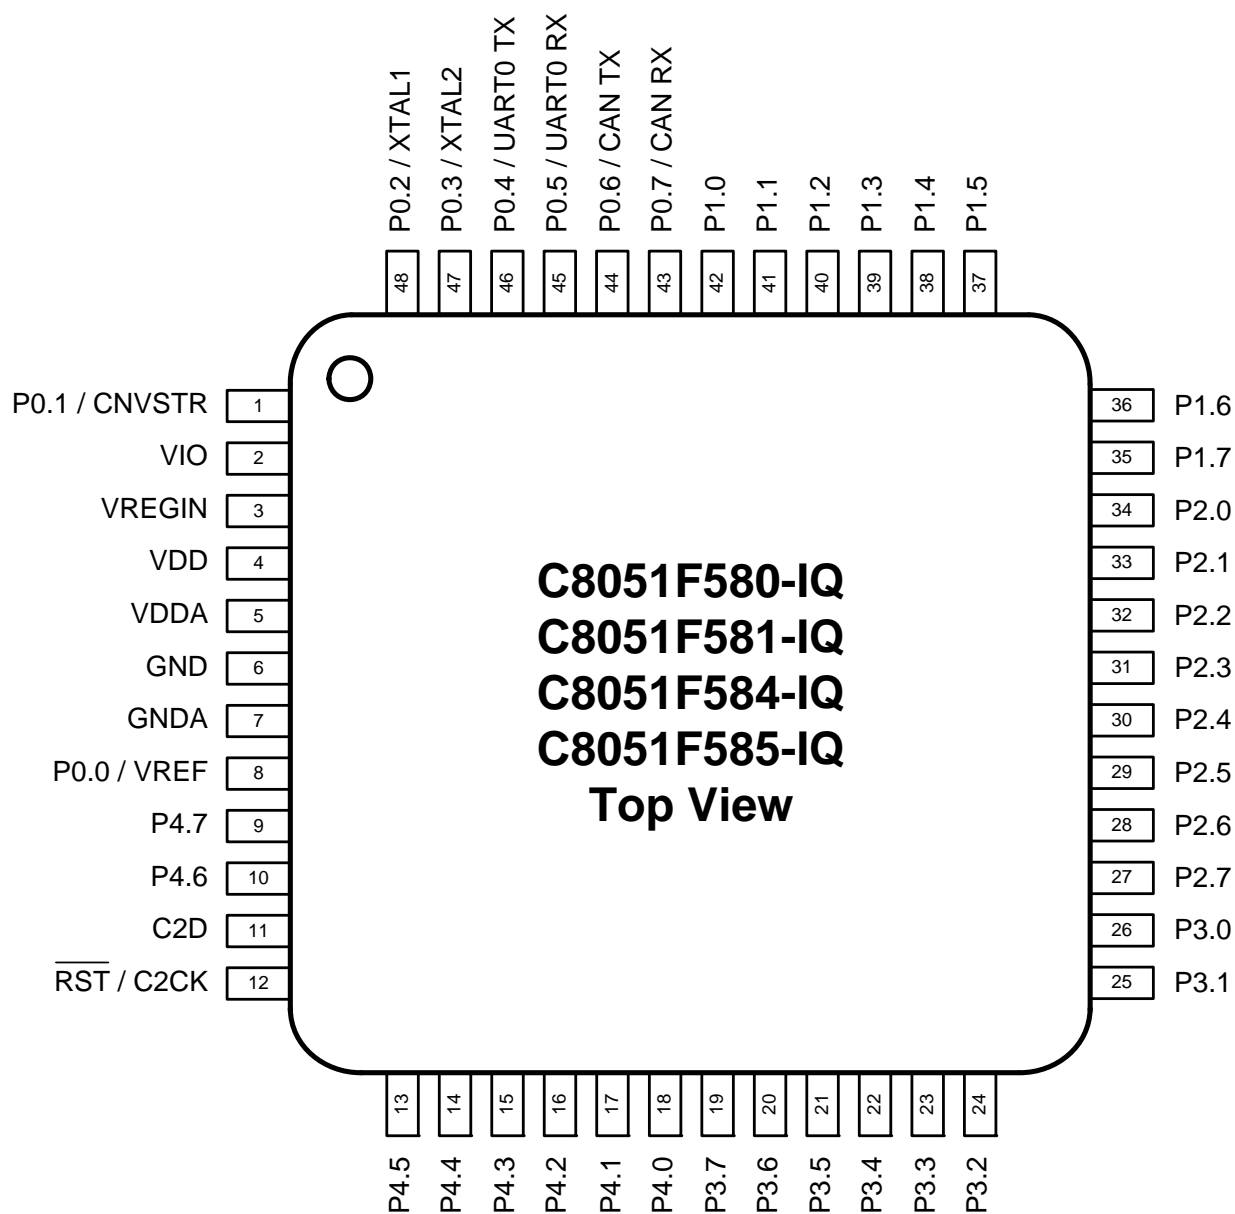 P0.2 / XTAL1
P0.3 / XTAL2
P0.4 / UART0 TX
P0.5 / UART0 RX
P0.6 / CAN TX
P0.7 / CAN RX
P1.0
P1.1
P1.2
P1.3
P1.4
P1.5
48
47
46
45
44
43
42
41
40
39
38
37
P0.1 / CNVSTR 1
VIO 2
VREGIN 3
VDD 4
VDDA 5
GND 6
GNDA 7
P0.0 / VREF 8
P4.7 9
P4.6 10
C2D 11
RST / C2CK 12
C8051F580-IQ
C8051F581-IQ
C8051F584-IQ
C8051F585-IQ
Top View
36 P1.6
35 P1.7
34 P2.0
33 P2.1
32 P2.2
31 P2.3
30 P2.4
29 P2.5
28 P2.6
27 P2.7
26 P3.0
25 P3.1
13
14
15
16
17
18
19
20
21
22
23
24
P4.5
P4.4
P4.3
P4.2
P4.1
P4.0
P3.7
P3.6
P3.5
P3.4
P3.3
P3.2